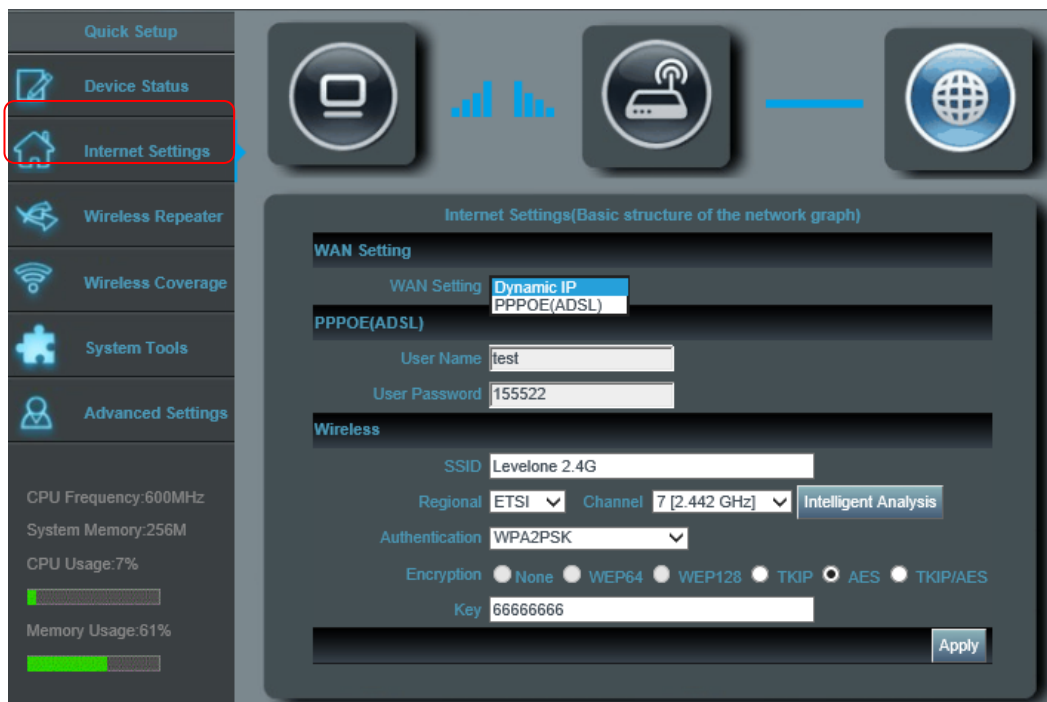 Quick Setup
Device Status
Internet Settings
Wireless Repeater
Wireless Coverage
System Tools
Advanced Settings
CPU Frequency:600MHz
System Memory:256M
CPU Usage:7%
Memory Usage:61%
Internet Settings(Basic structure of the network graph)
WAN Setting
WAN Setting Dynamic IP
PPPOE(ADSL)
PPPOE(ADSL)
User Name test
User Password 155522
Wireless
SSID Levelone 2.4G
Regional ETSI Channel 7 [2.442 GHz] Intelligent Analysis
Authentication WPA2PSK
Encryption None WEP64 WEP128 TKIP AES TKIP/AES
Key 66666666
Apply